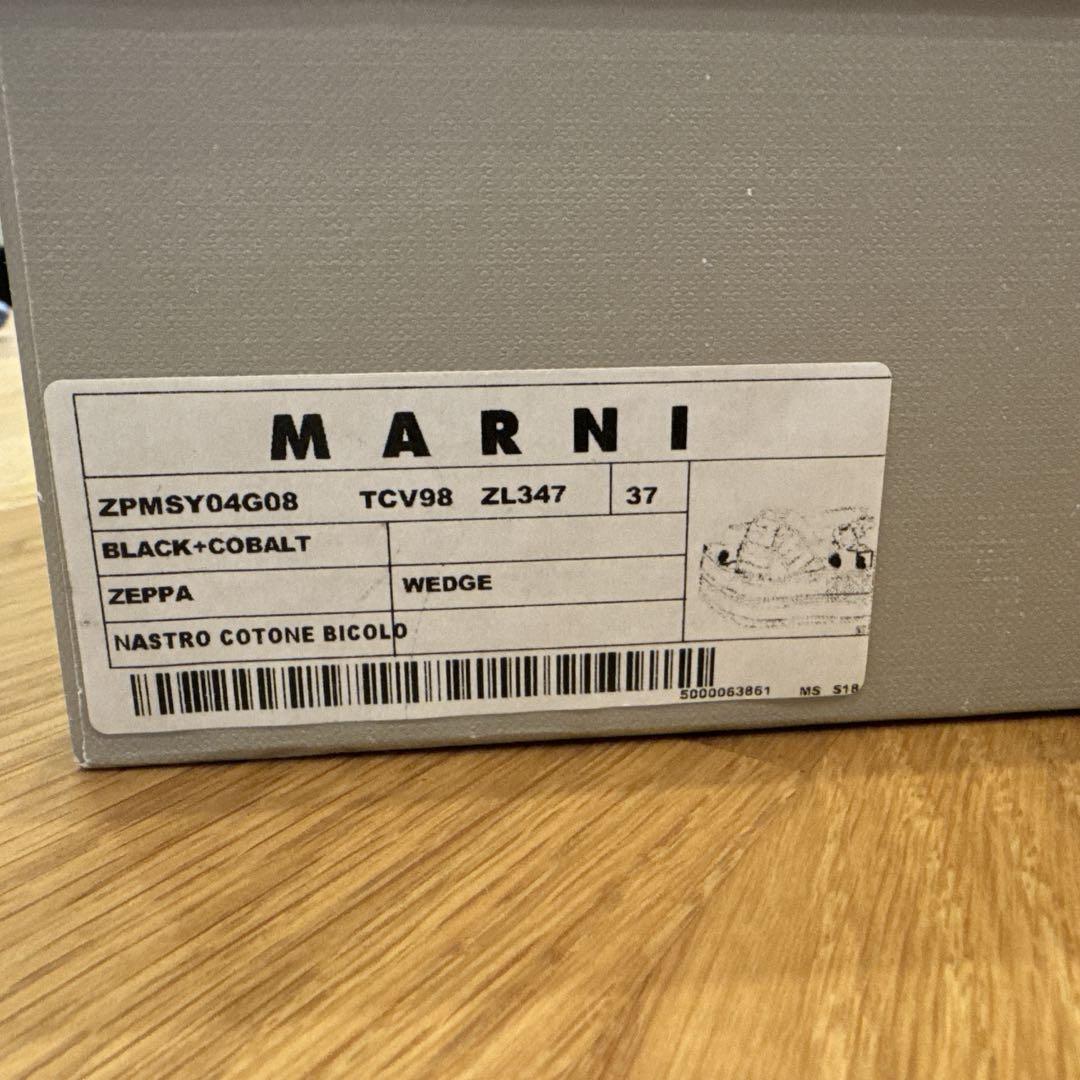 MARNI
ZPMSY04G08 TCV98 ZL347 37
BLACK+COBALT
ZEPPA WEDGE
NASTRO COTONE BICOLO
5000063861 MS S18